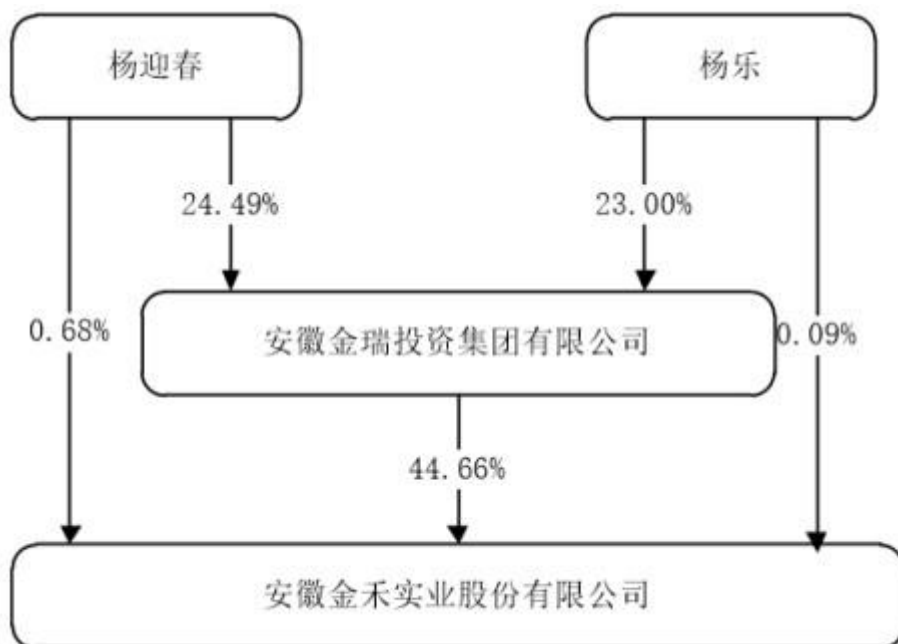 杨迎春
杨乐
24.49%
23.00%
0.68%
安徽金瑞投资集团有限公司
0.09%
44.66%
安徽金禾实业股份有限公司